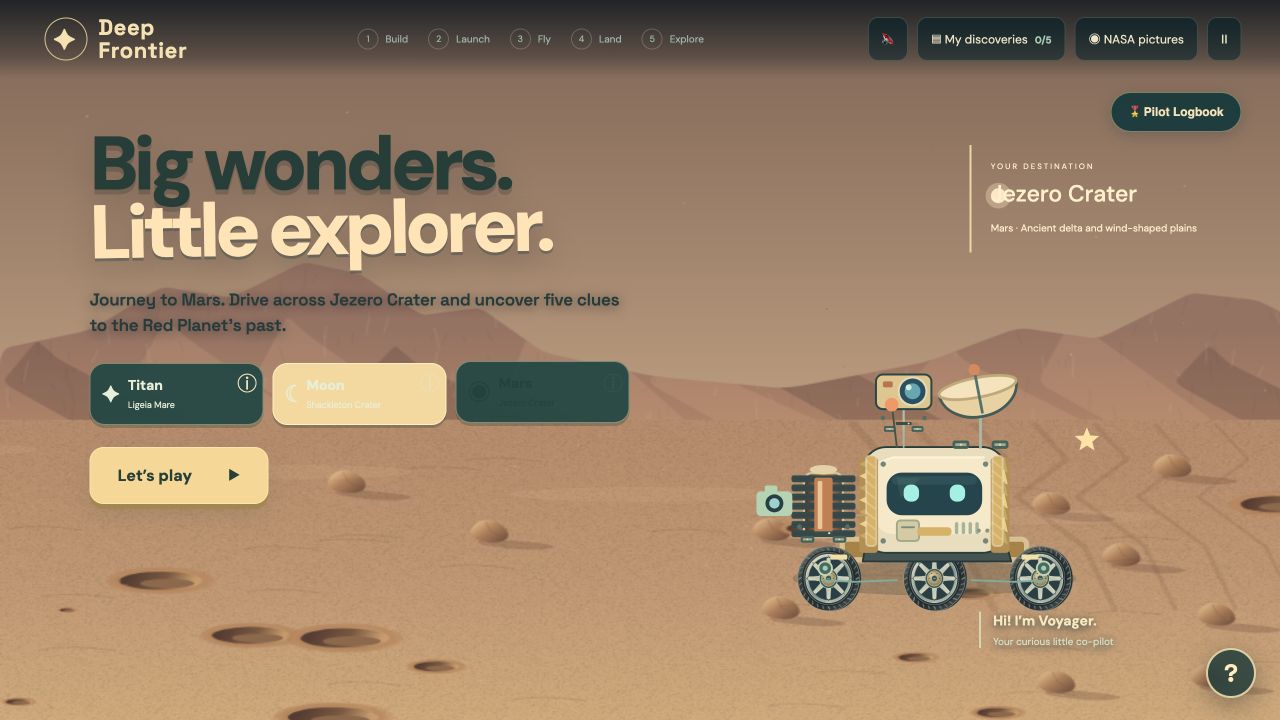 Deep
Frontier
1 Build 2 Launch 3 Fly 4 Land 5 Explore
My discoveries 0/5
NASA pictures
Pilot Logbook
Big wonders.
Little explorer.
YOUR DESTINATION
Jezero Crater
Mars · Ancient delta and wind-shaped plains
Journey to Mars. Drive across Jezero Crater and uncover five clues
to the Red Planet's past.
Titan
Ligeia Mare
Moon
Shackleton Crater
Mars
Jezero Crater
Let's play
Hi! I'm Voyager.
Your curious little co-pilot
?